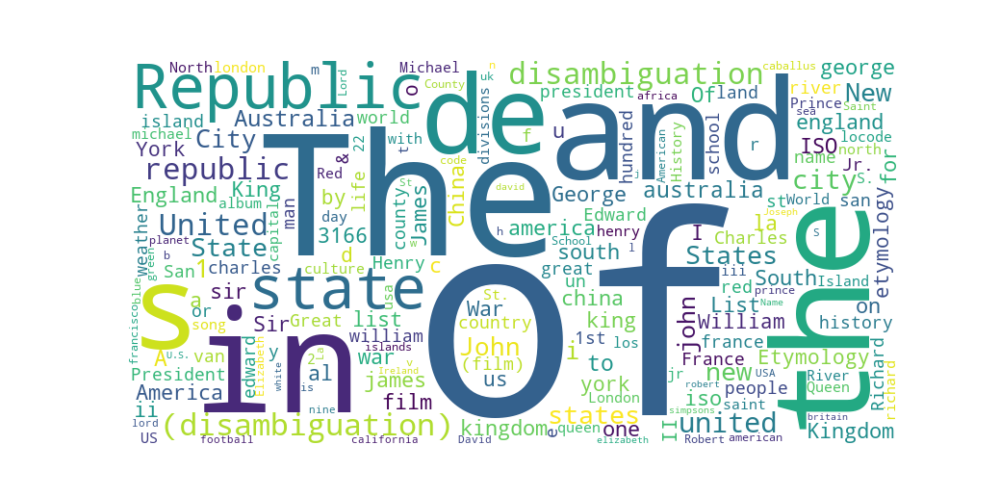 North london m Lord Michael o n uk disambiguation caballus george
Republic de and County divisions president africa Of land river New
island Australia world with t & f u hundred American History school r Prince Saint sea england
michael York City 22 Red life code locode north
republic The j ISO name Jr. S. for
England album King man by day St county James China david George australia st World san
weather United capital 3166 w h Edward america henry I la Charles Joseph s city the etymology
planet State d culture School south l States
b San 1 charles Henry c great iii South Island
green s a state usa un red Prince Name on
franciscoblue or sir St. War china List William history
song Sir Great list country king 1st los france
A u.s. van y william John i to France Etymology
President edward Elizabeth in 2 La war islands v (film) Of john new USA River Richard
America white is al james Ireland us york jr people Queen richard
ii nine film states London iso saint britain
lord (disambiguation) kingdom queen one II simpsons robert united Kingdom
US football california David e elizabeth Robert american